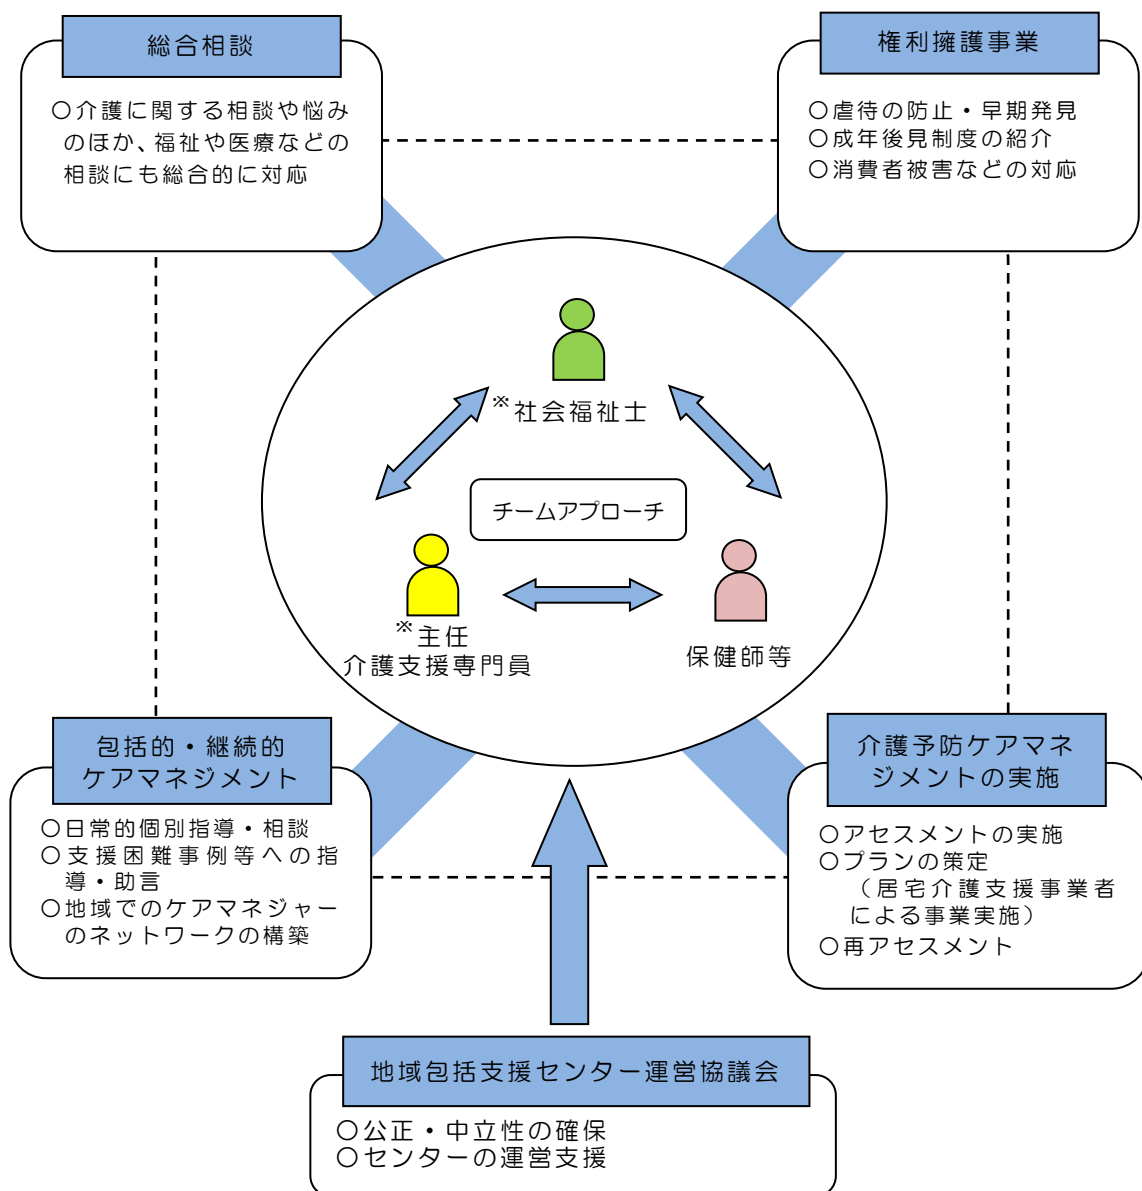 総合相談
○介護に関する相談や悩み
のほか、福祉や医療などの
相談にも総合的に対応
権利擁護事業
○虐待の防止・早期発見
○成年後見制度の紹介
○消費者被害などの対応
※社会福祉士
チームアプローチ
※主任
介護支援専門員
保健師等
包括的・継続的
ケアマネジメント
○日常的個別指導・相談
○支援困難事例等への指
導・助言
○地域でのケアマネジャー
のネットワークの構築
介護予防ケアマネ
ジメントの実施
○アセスメントの実施
○プランの策定
（居宅介護支援事業者
による事業実施）
○再アセスメント
地域包括支援センター運営協議会
○公正・中立性の確保
○センターの運営支援